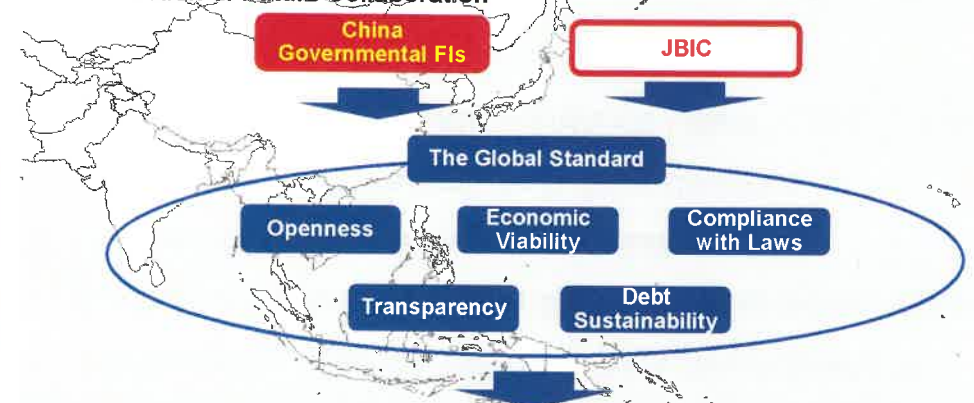 China
Governmental FIs
JBIC
The Global Standard
Openness
Economic
Viability
Compliance
with Laws
Transparency
Debt
Sustainability